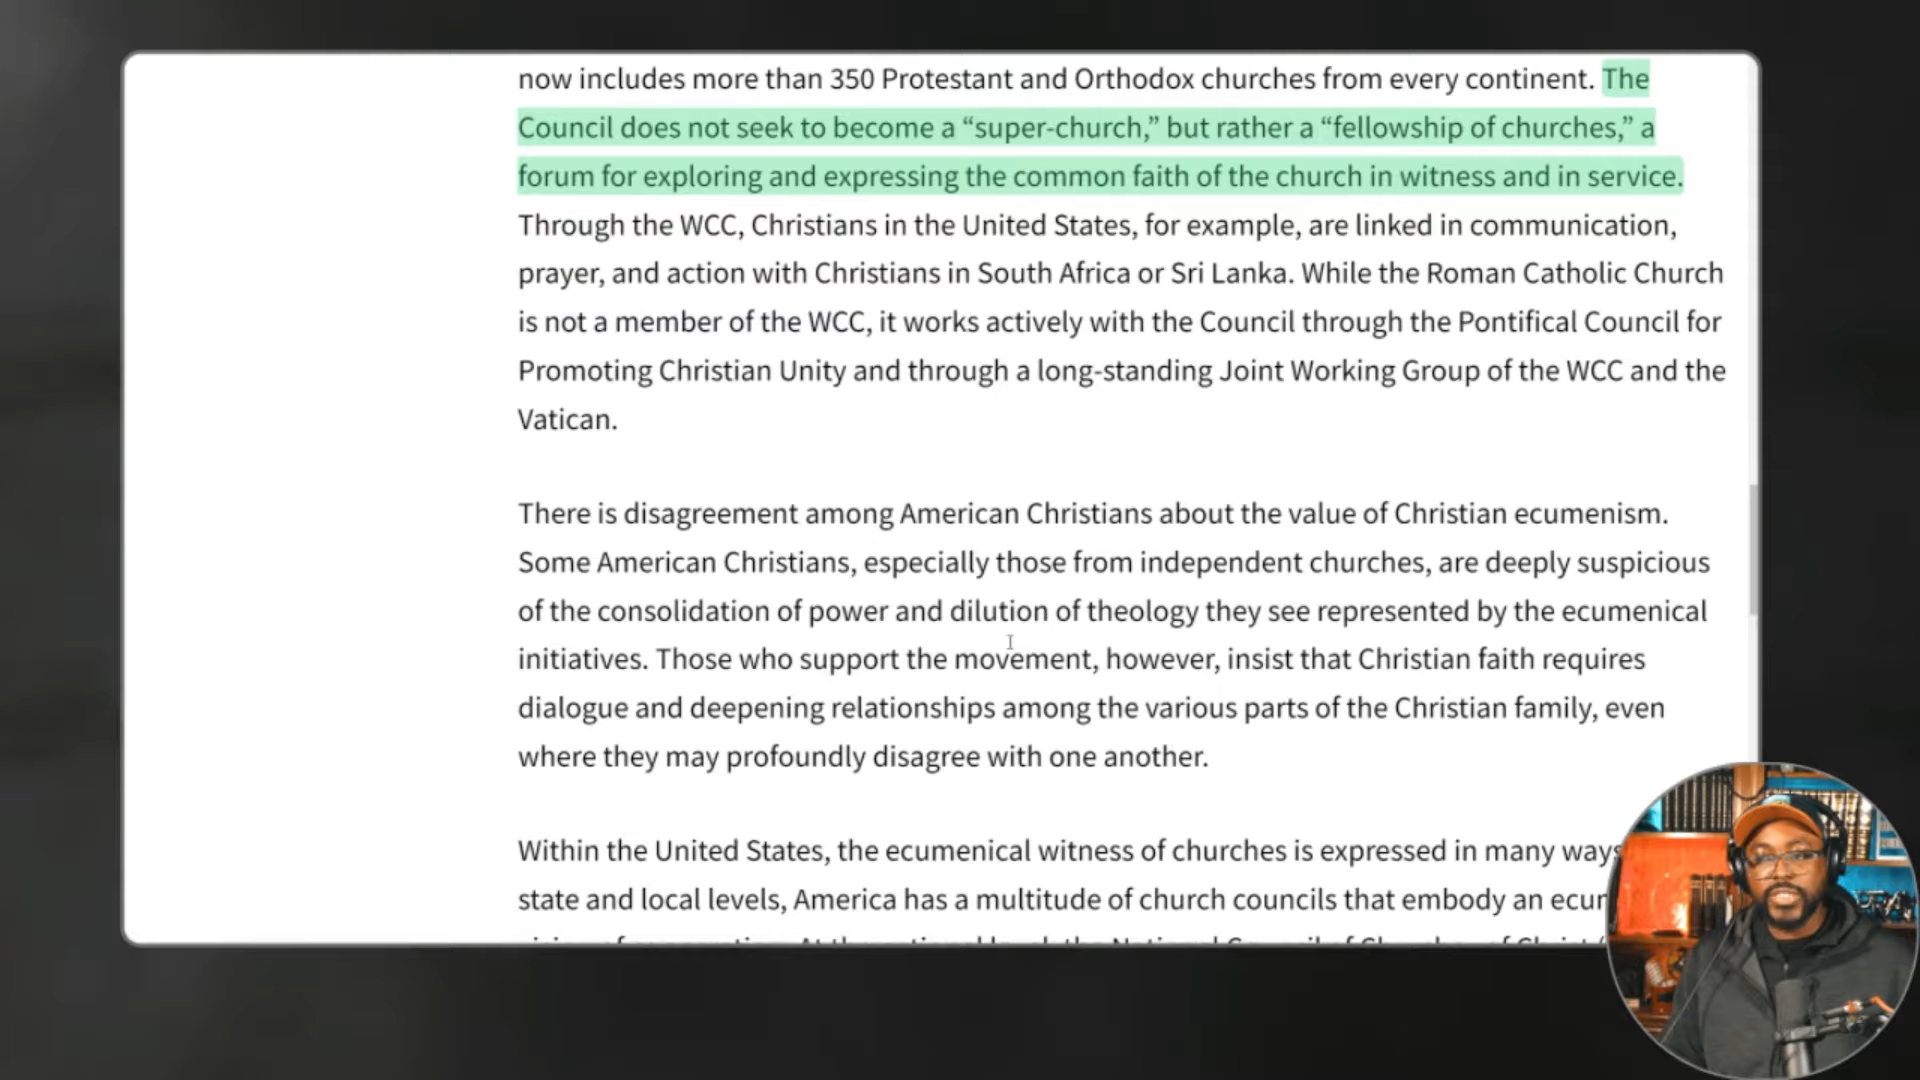 now includes more than 350 Protestant and Orthodox churches from every continent. The
Council does not seek to become a “super-church,” but rather a “fellowship of churches,” a
forum for exploring and expressing the common faith of the church in witness and in service.
Through the WCC, Christians in the United States, for example, are linked in communication,
prayer, and action with Christians in South Africa or Sri Lanka. While the Roman Catholic Church
is not a member of the WCC, it works actively with the Council through the Pontifical Council for
Promoting Christian Unity and through a long-standing Joint Working Group of the WCC and the
Vatican.
There is disagreement among American Christians about the value of Christian ecumenism.
Some American Christians, especially those from independent churches, are deeply suspicious
of the consolidation of power and dilution of theology they see represented by the ecumenical
initiatives. Those who support the movement, however, insist that Christian faith requires
dialogue and deepening relationships among the various parts of the Christian family, even
where they may profoundly disagree with one another.
Within the United States, the ecumenical witness of churches is expressed in many ways
state and local levels, America has a multitude of church councils that embody an ecu